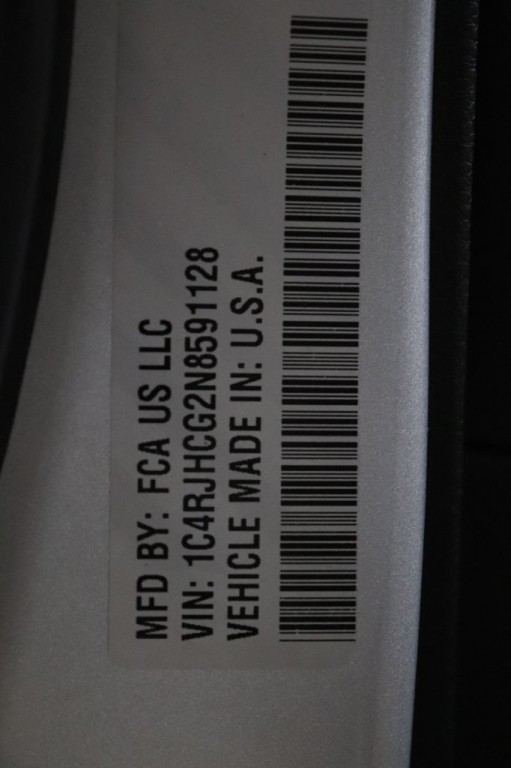 MFD BY: FCA US LLC
VIN: 1C4RJHCG2N8591128
VEHICLE MADE IN: U.S.A.